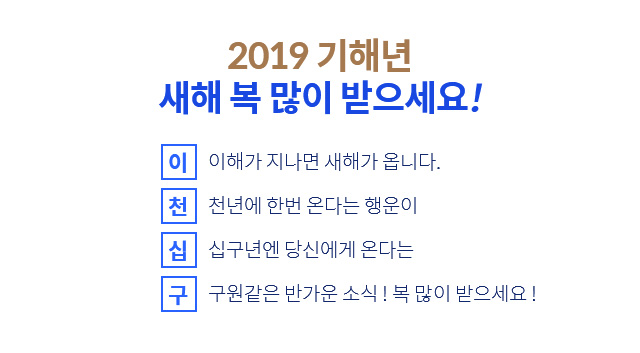 2019 기해년
새해 복 많이 받으세요!
이 이해가 지나면 새해가 옵니다.
천 천년에 한번 온다는 행운이
십 십구년엔 당신에게 온다는
구 구원같은 반가운 소식 ! 복 많이 받으세요 !